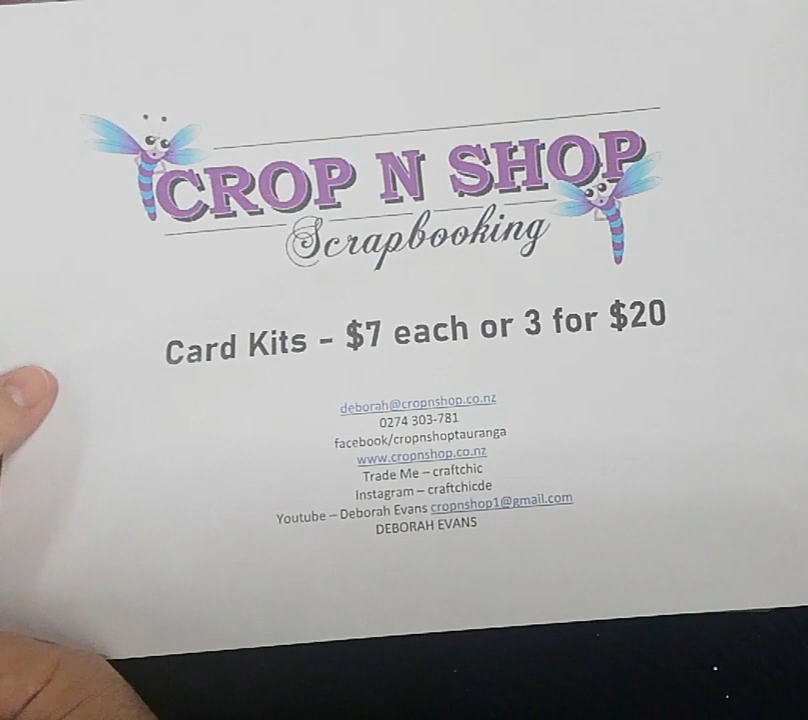 CROP N SHOP
Scrapbooking
Card Kits - $7 each or 3 for $20
deborah@cropnshop.co.nz
0274 303-781
facebook/cropnshoptauranga
www.cropnshop.co.nz
Trade Me – craftchic
Instagram – craftchicde
Youtube – Deborah Evans cropnshop1@gmail.com
DEBORAH EVANS